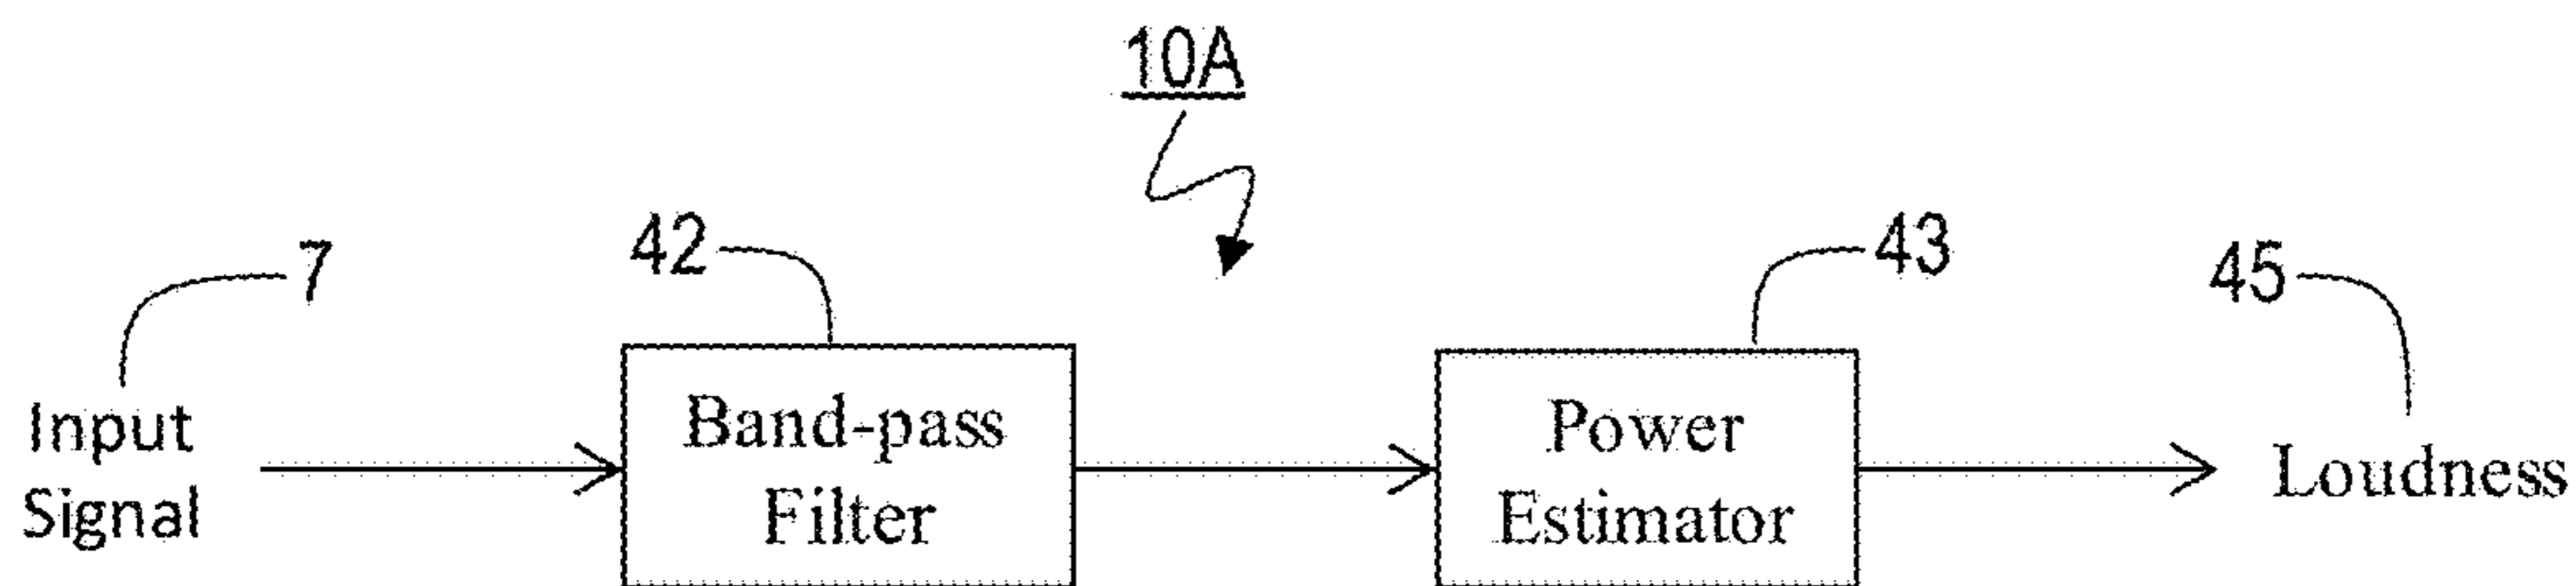 10A
7
42
43
45
Input
Signal
Band-pass
Filter
Power
Estimator
Loudness